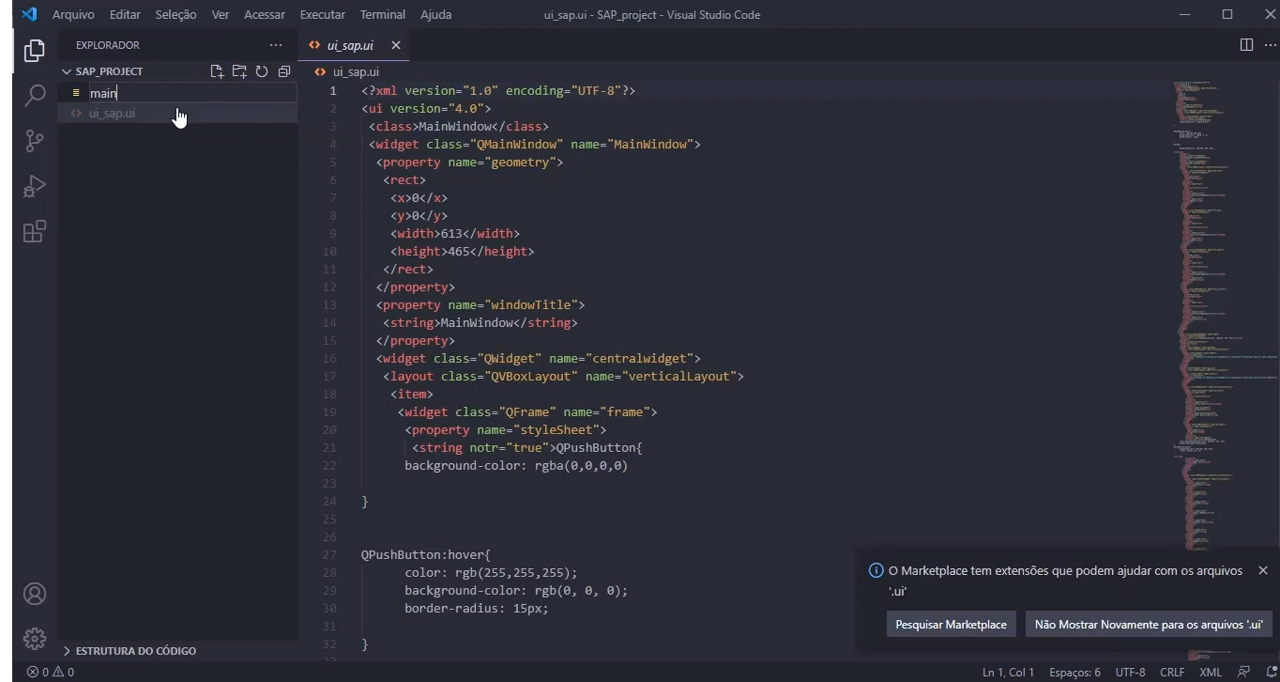 Arquivo Editar Seleção Ver Acessar Executar Terminal Ajuda ui_sap.ui - SAP_project - Visual Studio Code
EXPLORADOR
SAP_PROJECT
main
ui_sap.ui
ui_sap.ui
ui_sap.ui
1 <?xml version="1.0" encoding="UTF-8"?>
2 <ui version="4.0">
3 <class>MainWindow</class>
4 <widget class="QMainWindow" name="MainWindow">
5 <property name="geometry">
6 <rect>
7 <x>0</x>
8 <y>0</y>
9 <width>613</width>
10 <height>465</height>
11 </rect>
12 </property>
13 <property name="windowTitle">
14 <string>MainWindow</string>
15 </property>
16 <widget class="QWidget" name="centralwidget">
17 <layout class="QVBoxLayout" name="verticalLayout">
18 <item>
19 <widget class="QFrame" name="frame">
20 <property name="styleSheet">
21 <string notr="true">QPushButton{
22 background-color: rgba(0,0,0,0)
23
24 }
25
26
27 QPushButton:hover{
28 color: rgb(255,255,255);
29 background-color: rgb(0, 0, 0);
30 border-radius: 15px;
31
32 }
O Marketplace tem extensões que podem ajudar com os arquivos
'.ui'
Pesquisar Marketplace
Não Mostrar Novamente para os arquivos '.ui'
ESTRUTURA DO CÓDIGO
0 0
Ln 1, Col 1 Espaços: 6 UTF-8 CRLF XML